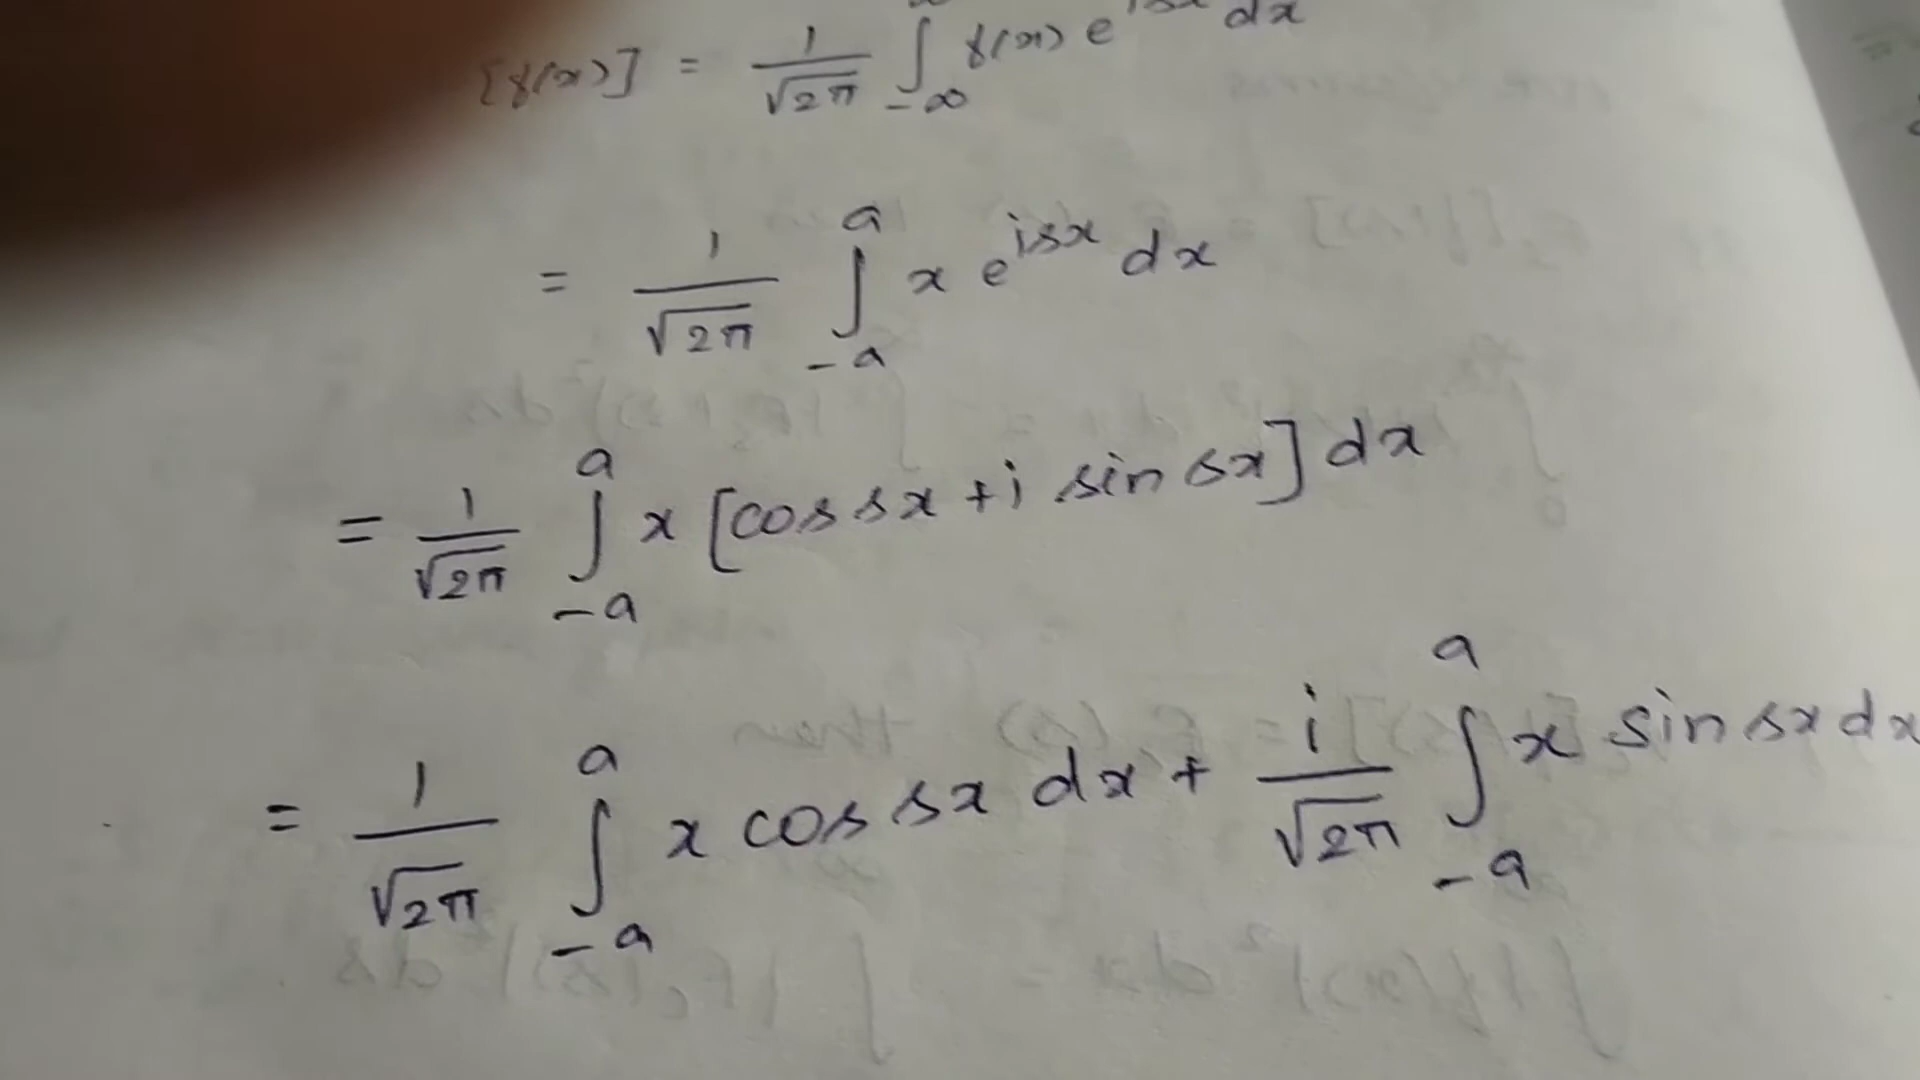 [f(x)] = 1/√2π ∫_{-∞} f(x) e^{isx} dx
= 1/√2π ∫_{-a}^{a} x e^{isx} dx
= 1/√2π ∫_{-a}^{a} x [cos sx + i sin sx] dx
= 1/√2π ∫_{-a}^{a} x cos sx dx + i/√2π ∫_{-a}^{a} x sin sx dx